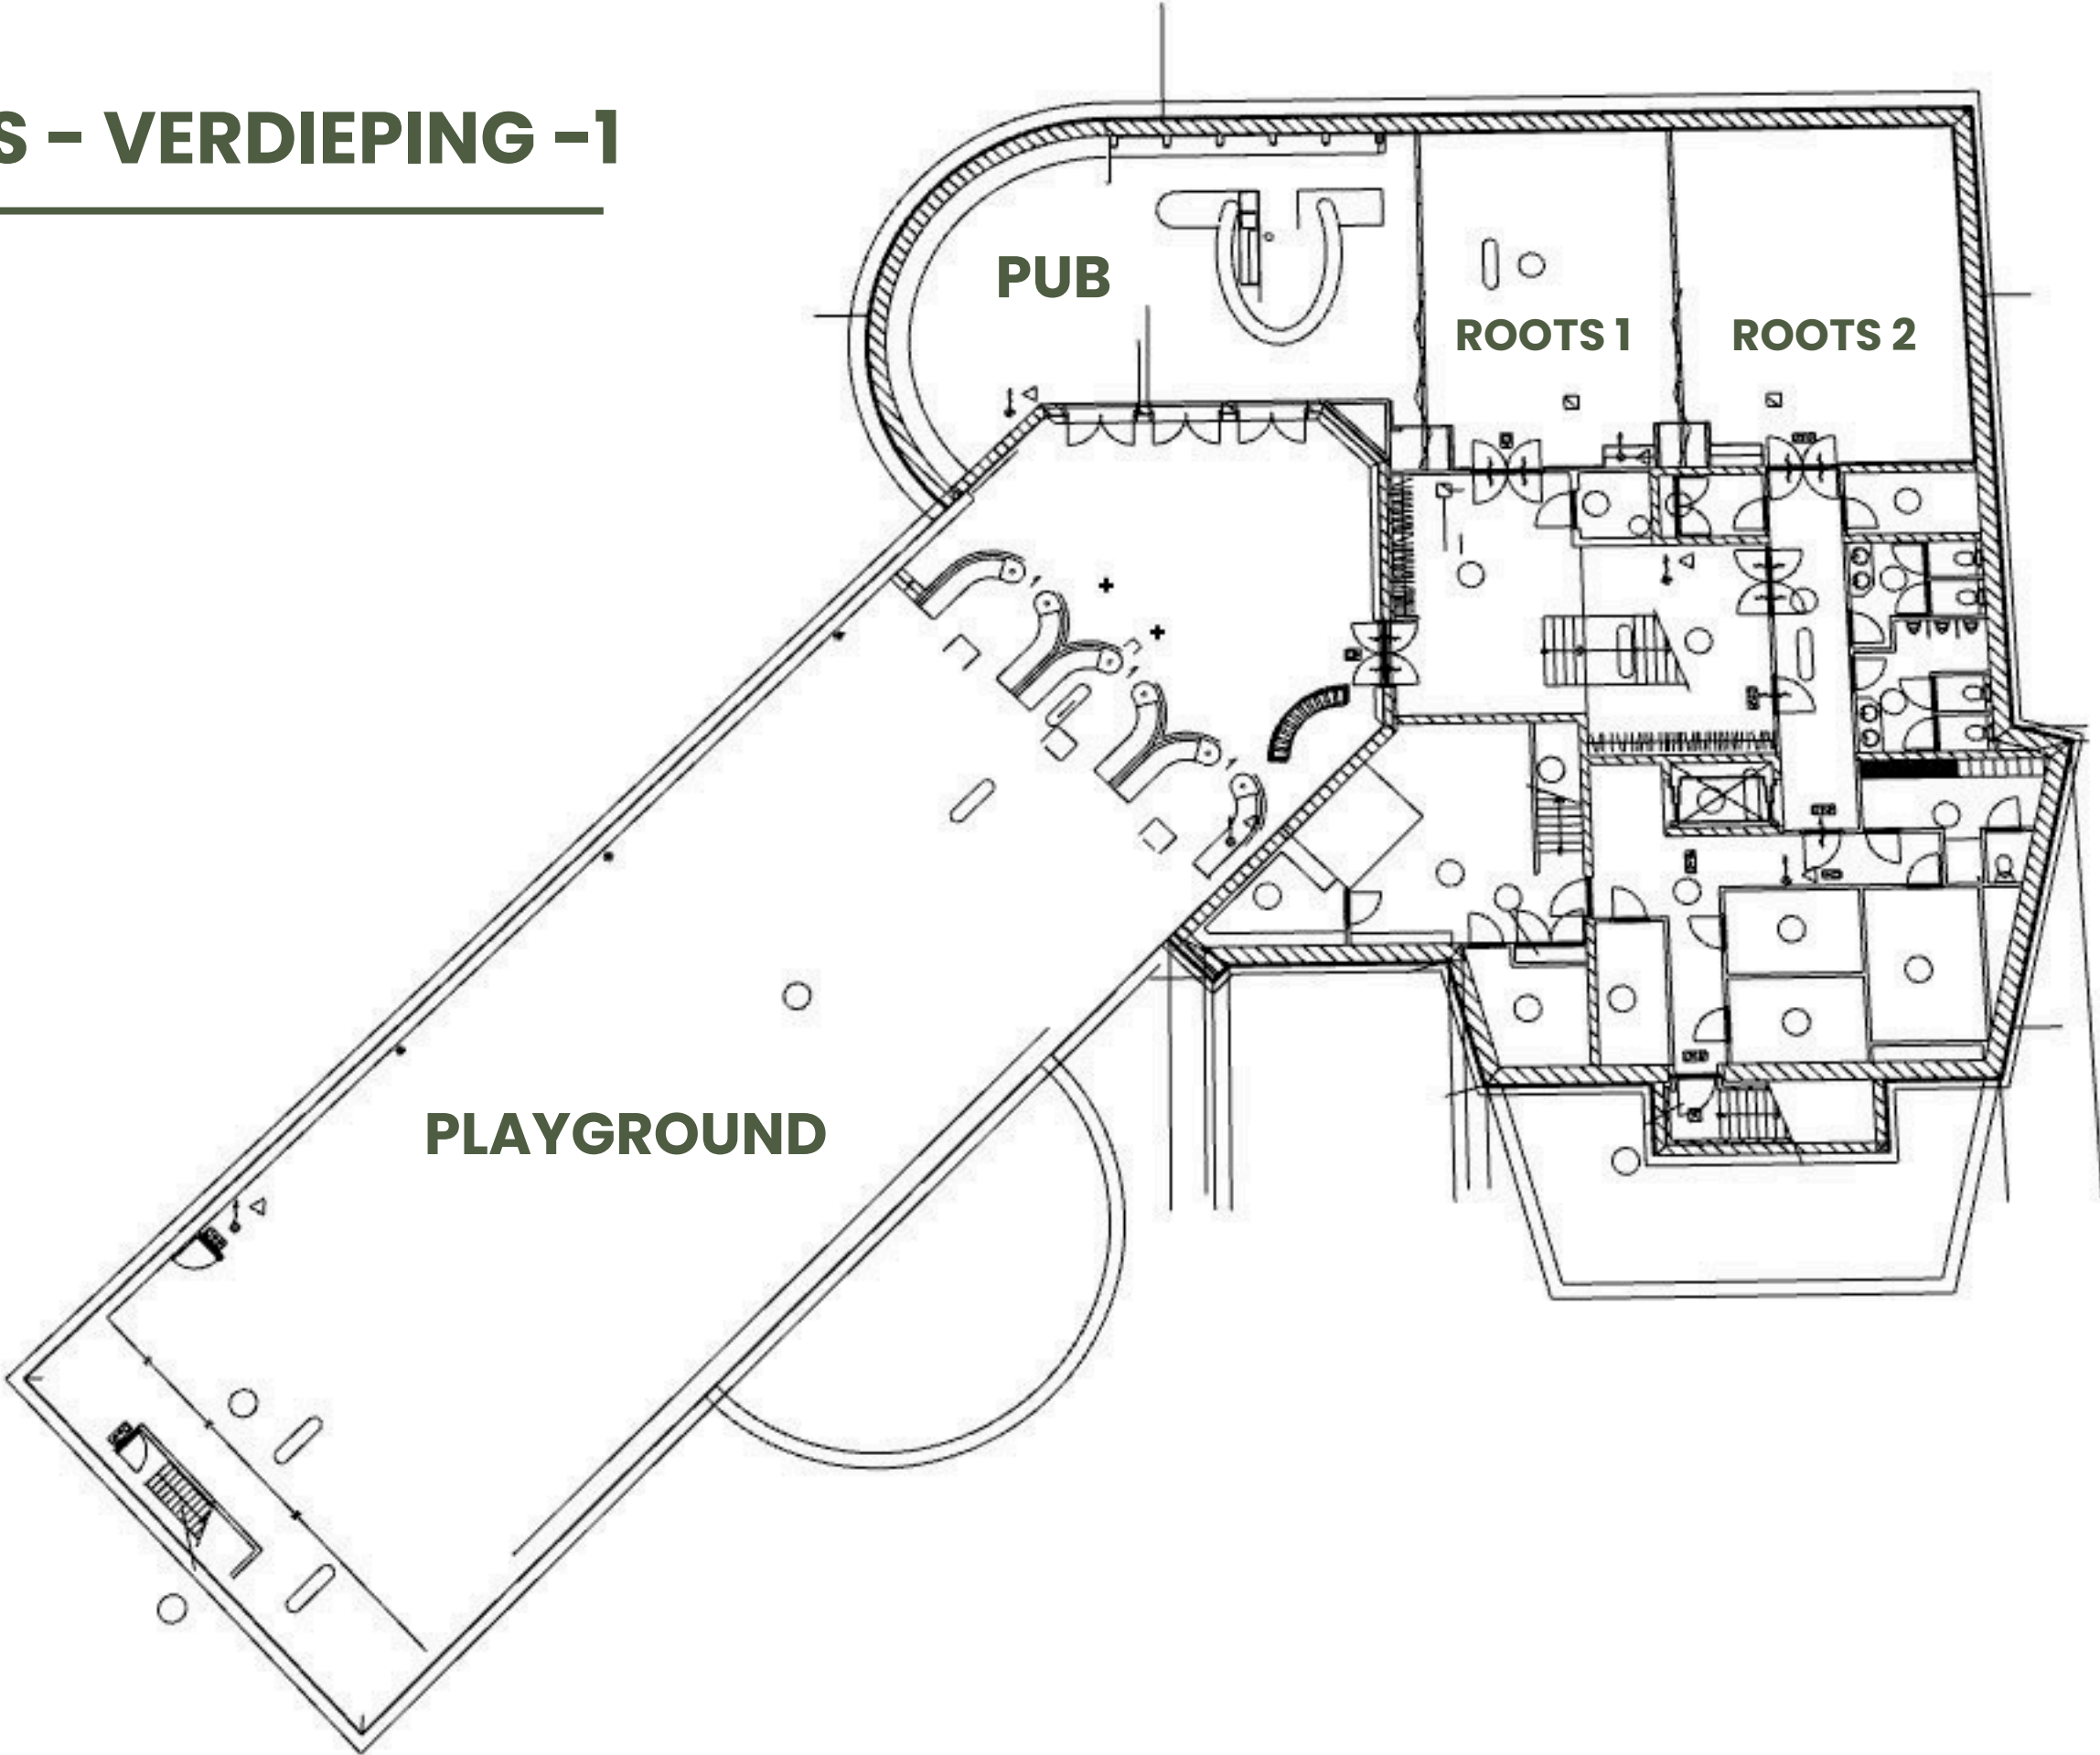 S - VERDIEPING -1
PUB
ROOTS 1
ROOTS 2
PLAYGROUND